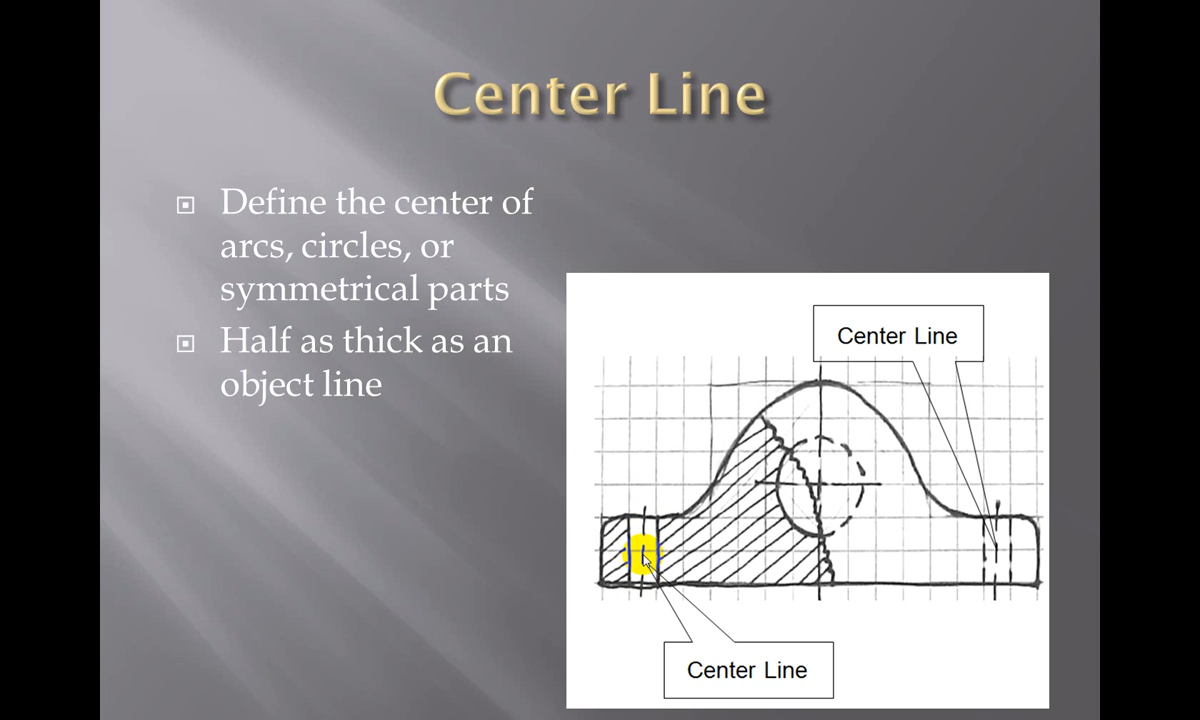 Center Line
Define the center of
arcs, circles, or
symmetrical parts
Half as thick as an
object line
Center Line
Center Line